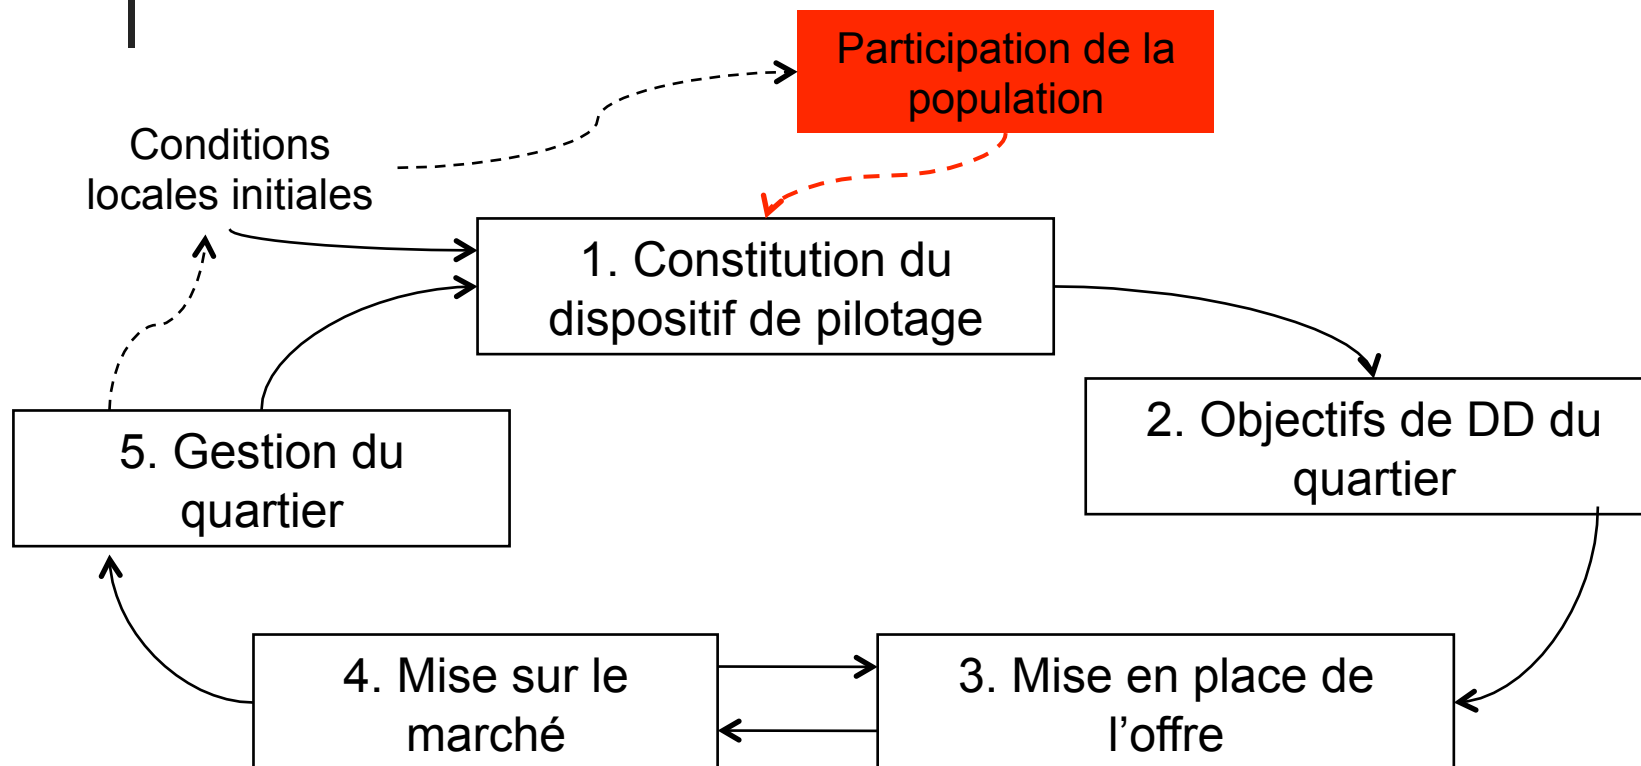 Participation de la
population
Conditions
locales initiales
1. Constitution du
dispositif de pilotage
2. Objectifs de DD du
quartier
5. Gestion du
quartier
4. Mise sur le
marché
3. Mise en place de
l’offre